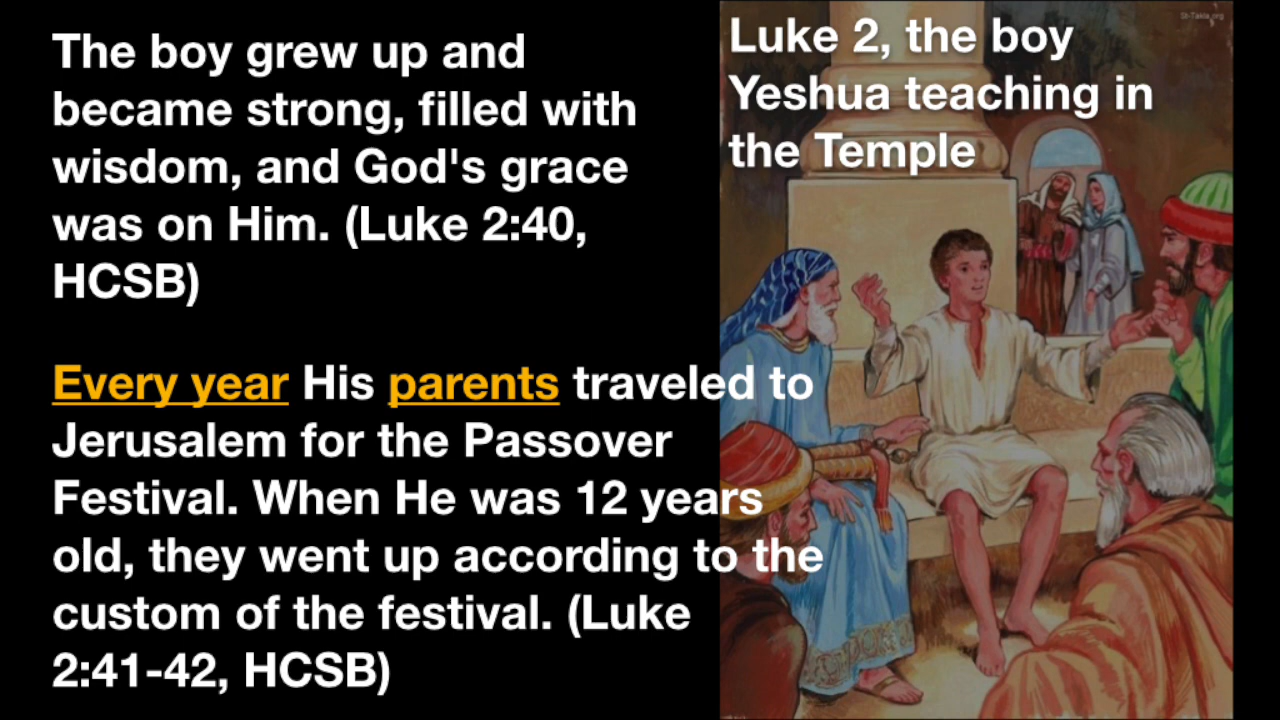 The boy grew up and
became strong, filled with
wisdom, and God's grace
was on Him. (Luke 2:40,
HCSB)
Every year His parents traveled to
Jerusalem for the Passover
Festival. When He was 12 years
old, they went up according to the
custom of the festival. (Luke
2:41-42, HCSB)
Luke 2, the boy
Yeshua teaching in
the Temple
St-Takla.org